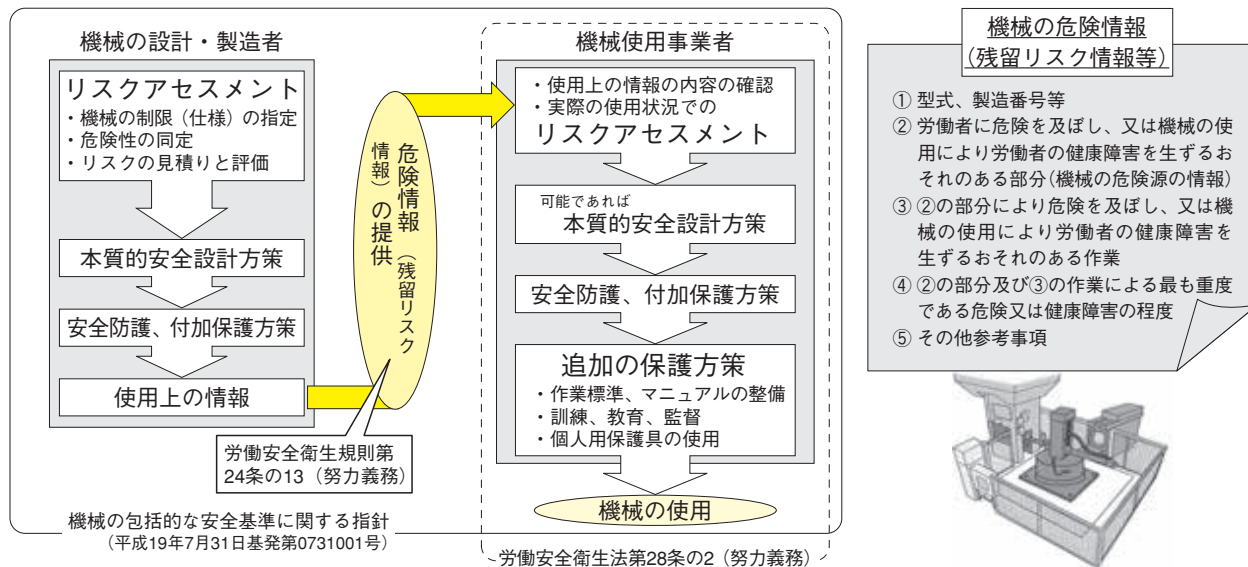 機械の設計・製造者
リスクアセスメント
・機械の制限（仕様）の指定
・危険性の同定
・リスクの見積りと評価
本質的安全設計方策
安全防護、付加保護方策
使用上の情報
危険情報（残留リスク
情報）の提供
労働安全衛生規則第
24条の13（努力義務）
機械の包括的な安全基準に関する指針
（平成19年7月31日基発第0731001号）
機械使用事業者
・使用上の情報の内容の確認
・実際の使用状況での
リスクアセスメント
可能であれば
本質的安全設計方策
安全防護、付加保護方策
追加の保護方策
・作業標準、マニュアルの整備
・訓練、教育、監督
・個人用保護具の使用
機械の使用
労働安全衛生法第28条の2（努力義務）
機械の危険情報
（残留リスク情報等）
① 型式、製造番号等
② 労働者に危険を及ぼし、又は機械の使
用により労働者の健康障害を生ずるお
それのある部分（機械の危険源の情報）
③ ②の部分により危険を及ぼし、又は機
械の使用により労働者の健康障害を
生ずるおそれのある作業
④ ②の部分及び③の作業による最も重度
である危険又は健康障害の程度
⑤ その他参考事項